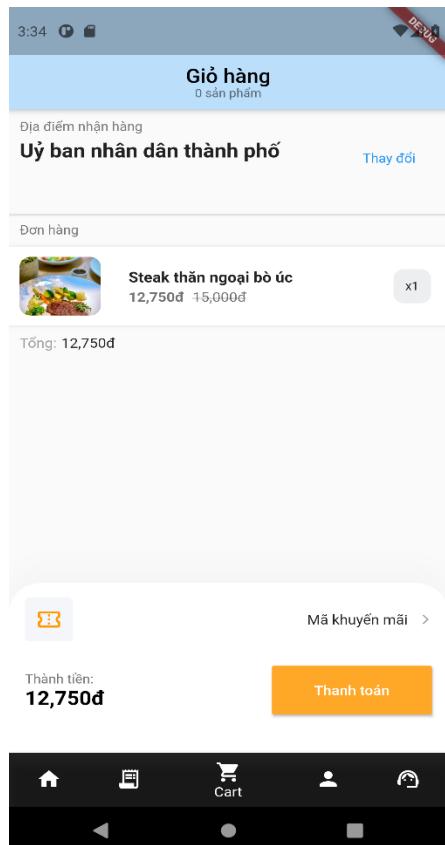 3:34
DEBUG
Giỏ hàng
0 sản phẩm
Địa điểm nhận hàng
Uỷ ban nhân dân thành phố
Thay đổi
Đơn hàng
Steak thăn ngoại bò úc
12,750đ 15,000đ
x1
Tổng: 12,750đ
Mã khuyến mãi
Thành tiền:
12,750đ
Thanh toán
Cart